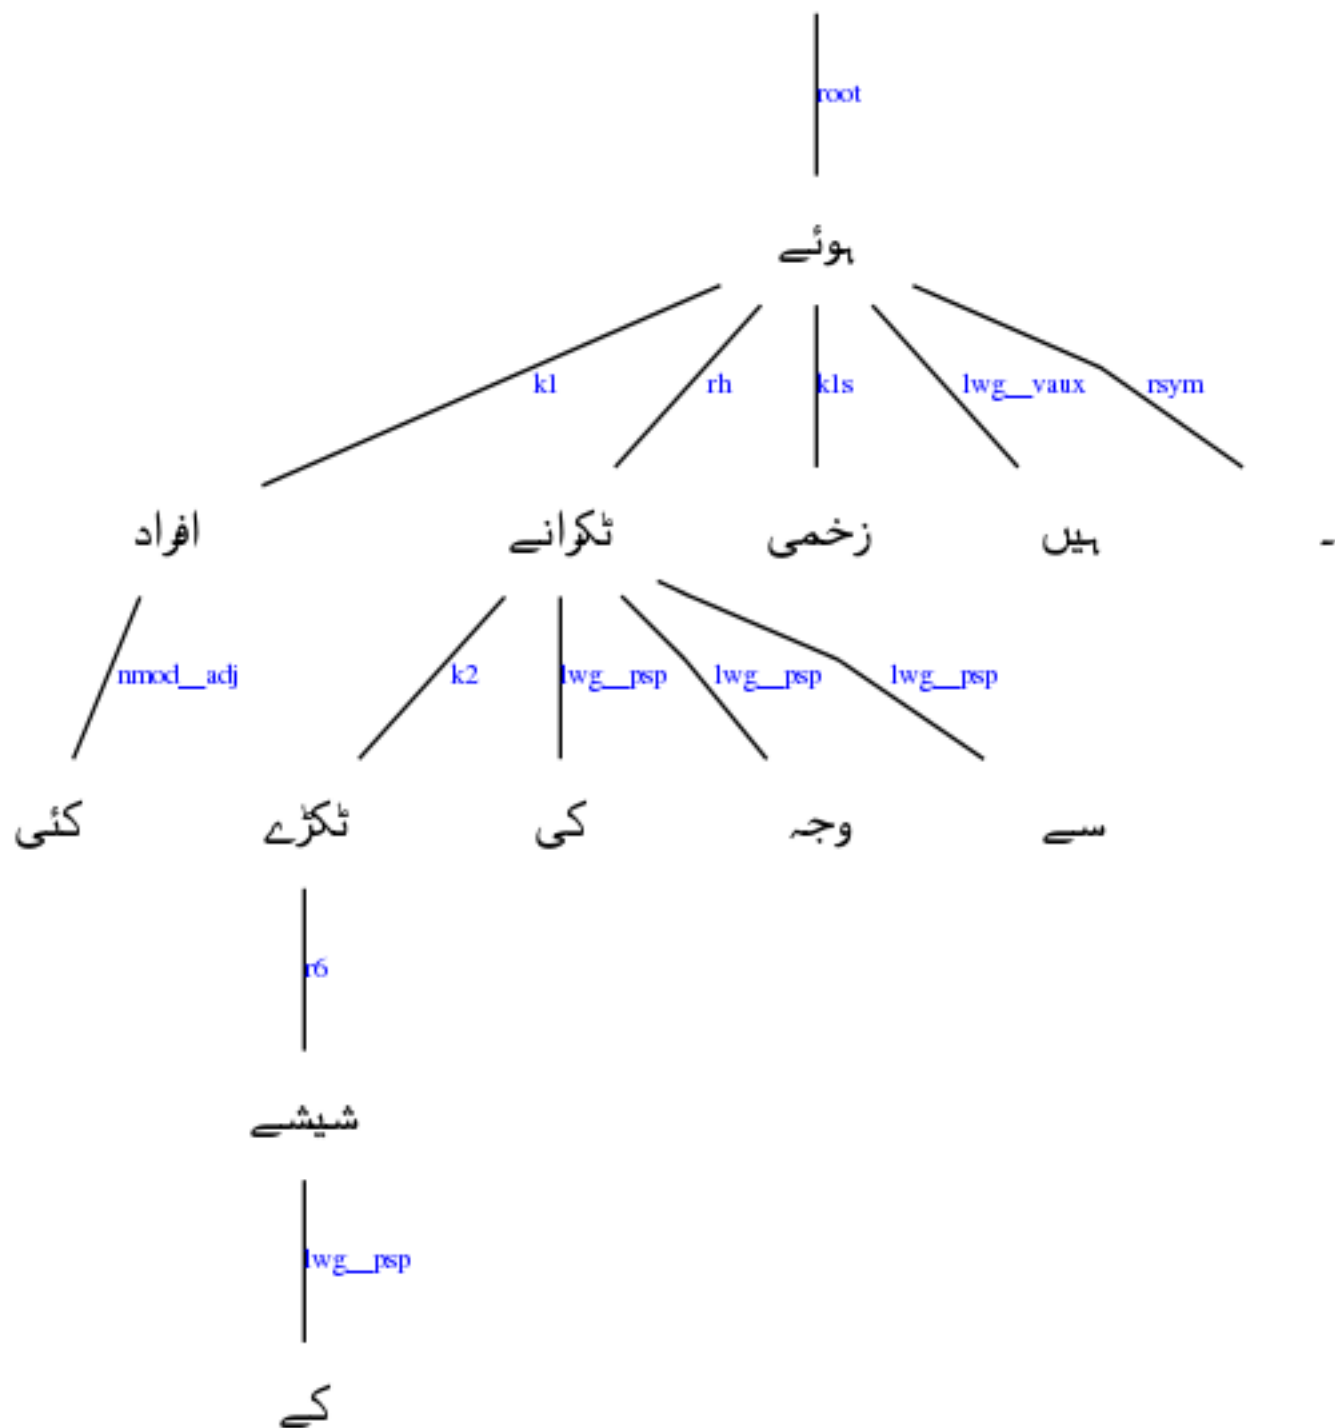 root
ہوئے
k1 rh k1s lwg__vaux rsym
افراد ٹکرانے زخمی ہیں ۔
nmod__adj k2 lwg__psp lwg__psp lwg__psp
کئی ٹکڑے کی وجہ سے
r6
شیشے
lwg__psp
کے